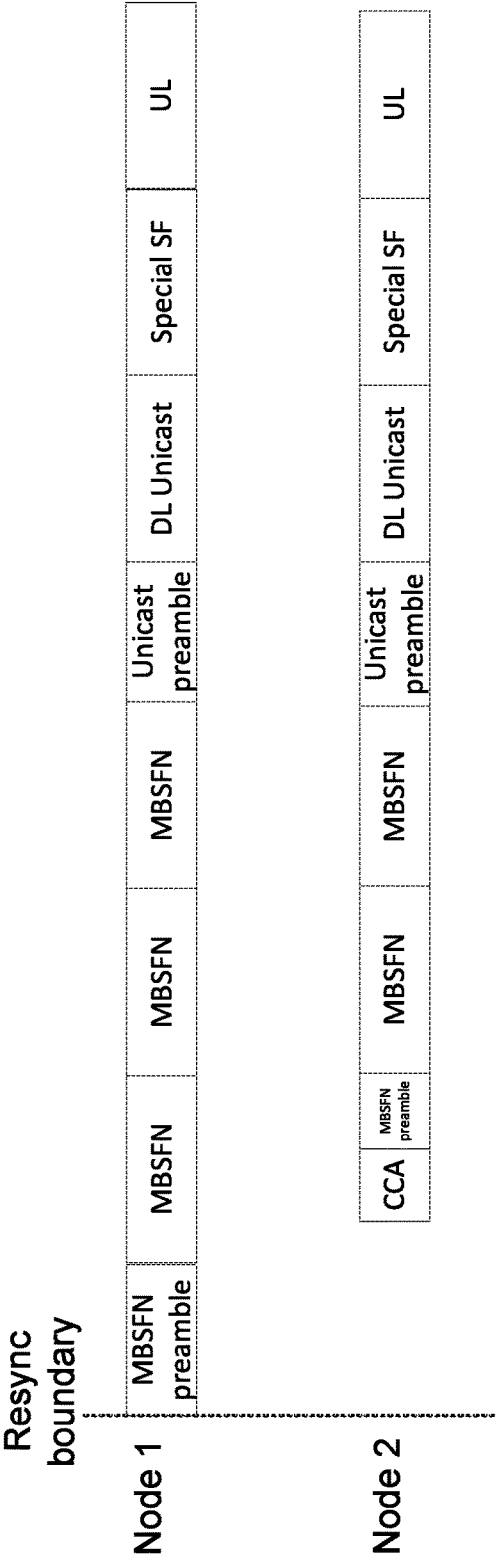 Resync
boundary
Node 1
MBSFN
preamble
MBSFN
MBSFN
MBSFN
Unicast
preamble
DL Unicast
Special SF
UL
Node 2
CCA
MBSFN
preamble
MBSFN
MBSFN
Unicast
preamble
DL Unicast
Special SF
UL